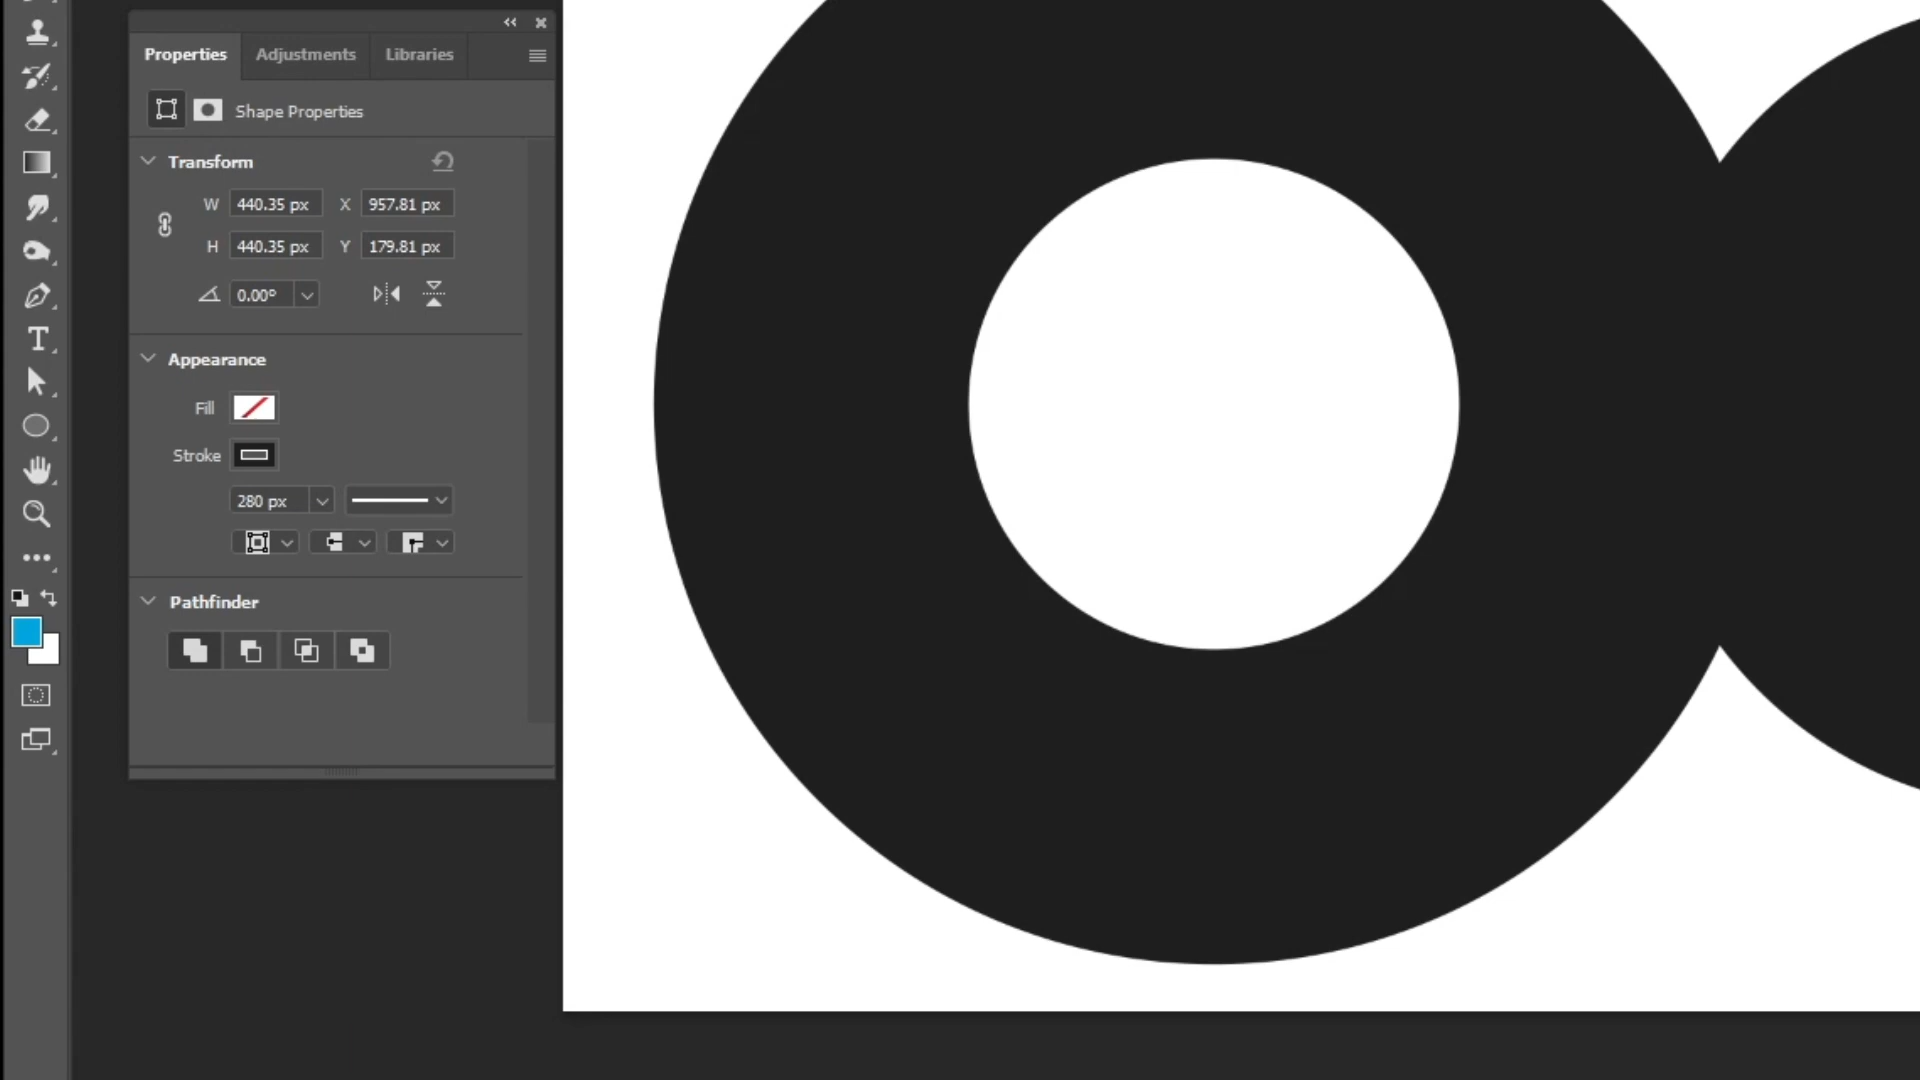 Properties Adjustments Libraries
Shape Properties
Transform
W 440.35 px X 957.81 px
H 440.35 px Y 179.81 px
0.00°
Appearance
Fill
Stroke
280 px
Pathfinder